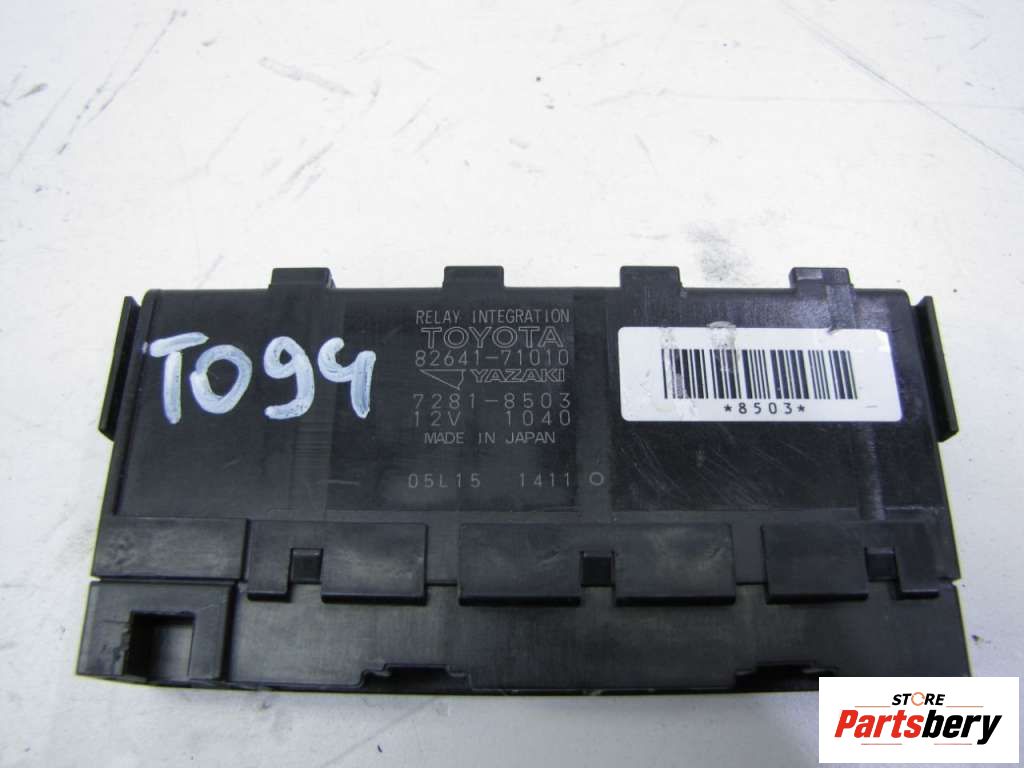 RELAY INTEGRATION
TOYOTA
82641-71010
YAZAKI
7281-8503
12V 1040
MADE IN JAPAN
05L15 1411
T094
*8503*
STORE
Partsbery